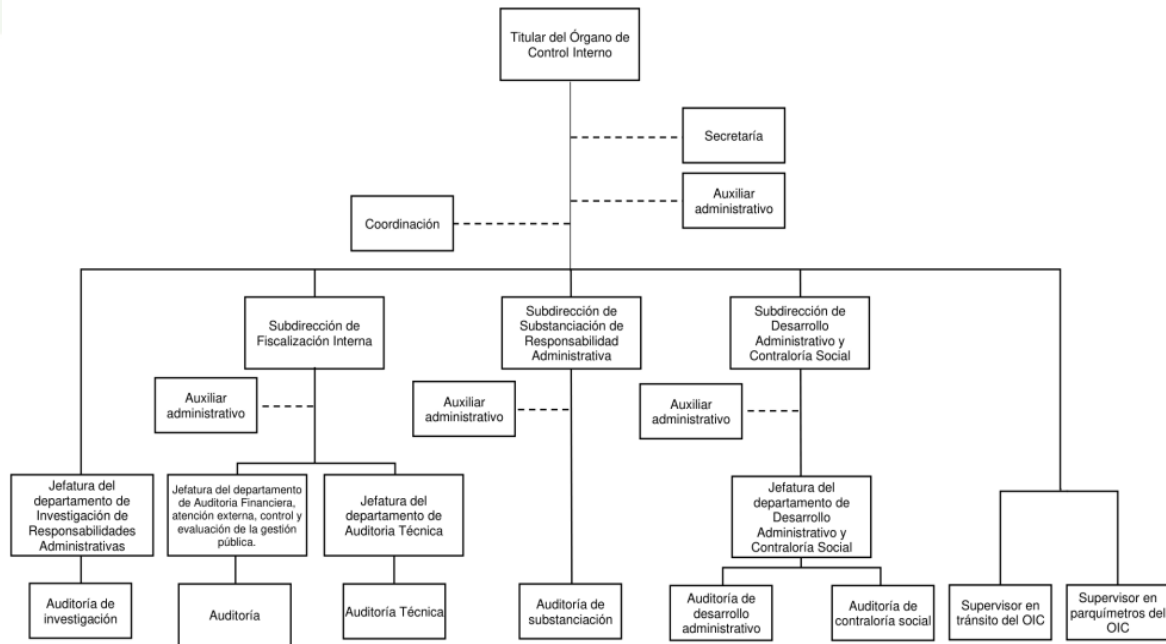 Titular del Órgano de
Control Interno
Secretaría
Auxiliar
administrativo
Coordinación
Subdirección de
Fiscalización Interna
Subdirección de
Substanciación de
Responsabilidad
Administrativa
Subdirección de
Desarrollo
Administrativo y
Contraloría Social
Auxiliar
administrativo
Auxiliar
administrativo
Auxiliar
administrativo
Jefatura del
departamento de
Investigación de
Responsabilidades
Administrativas
Jefatura del departamento
de Auditoria Financiera,
atención externa, control y
evaluación de la gestión
pública.
Jefatura del
departamento de
Auditoria Técnica
Jefatura del
departamento de
Desarrollo
Administrativo y
Contraloría Social
Auditoría de
investigación
Auditoría
Auditoría Técnica
Auditoría de
substanciación
Auditoría de
desarrollo
administrativo
Auditoría de
contraloría social
Supervisor en
tránsito del OIC
Supervisor en
parquímetros del
OIC